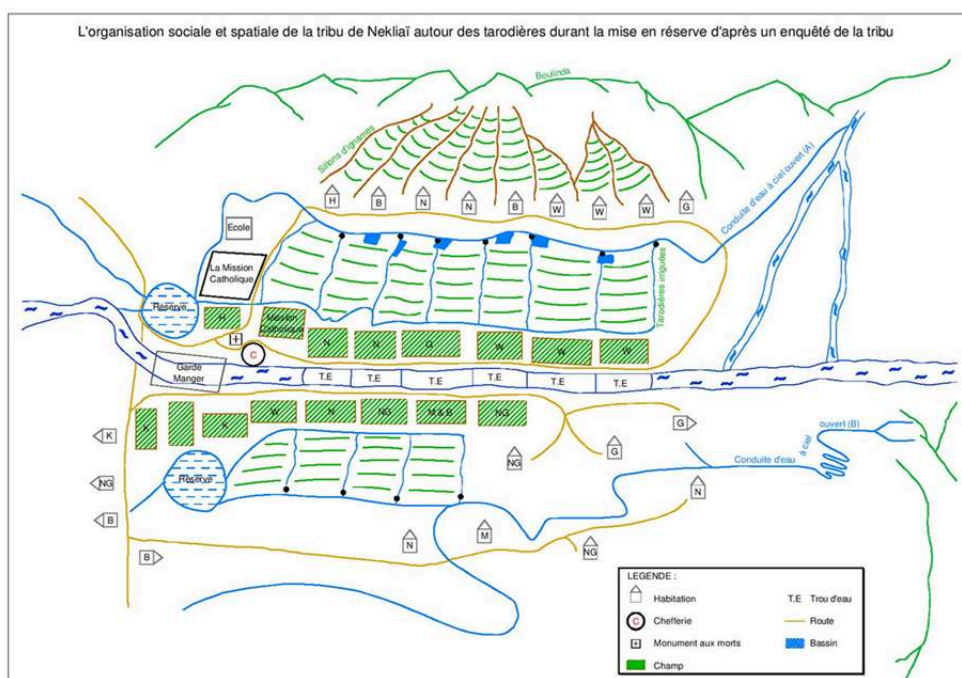 L'organisation sociale et spatiale de la tribu de Nekliaï autour des tarodières durant la mise en réserve d'après un enquêté de la tribu
Boulinda
Sillons d'ignames
Conduite d'eau à ciel ouvert (A)
H
B
N
N
B
W
W
W
G
Ecole
La Mission
Catholique
Tarodières irriguées
Réserve
H
Mission
Catholique
N
N
G
W
W
W
C
Garde
Manger
T.E
T.E
T.E
T.E
T.E
T.E
K
K
W
N
NG
M & B
NG
K
G
NG
G
Conduite d'eau à ciel ouvert (B)
NG
Réserve
N
B
N
M
NG
B
LEGENDE :
Habitation
T.E Trou d'eau
C Chefferie
Route
Monument aux morts
Bassin
Champ